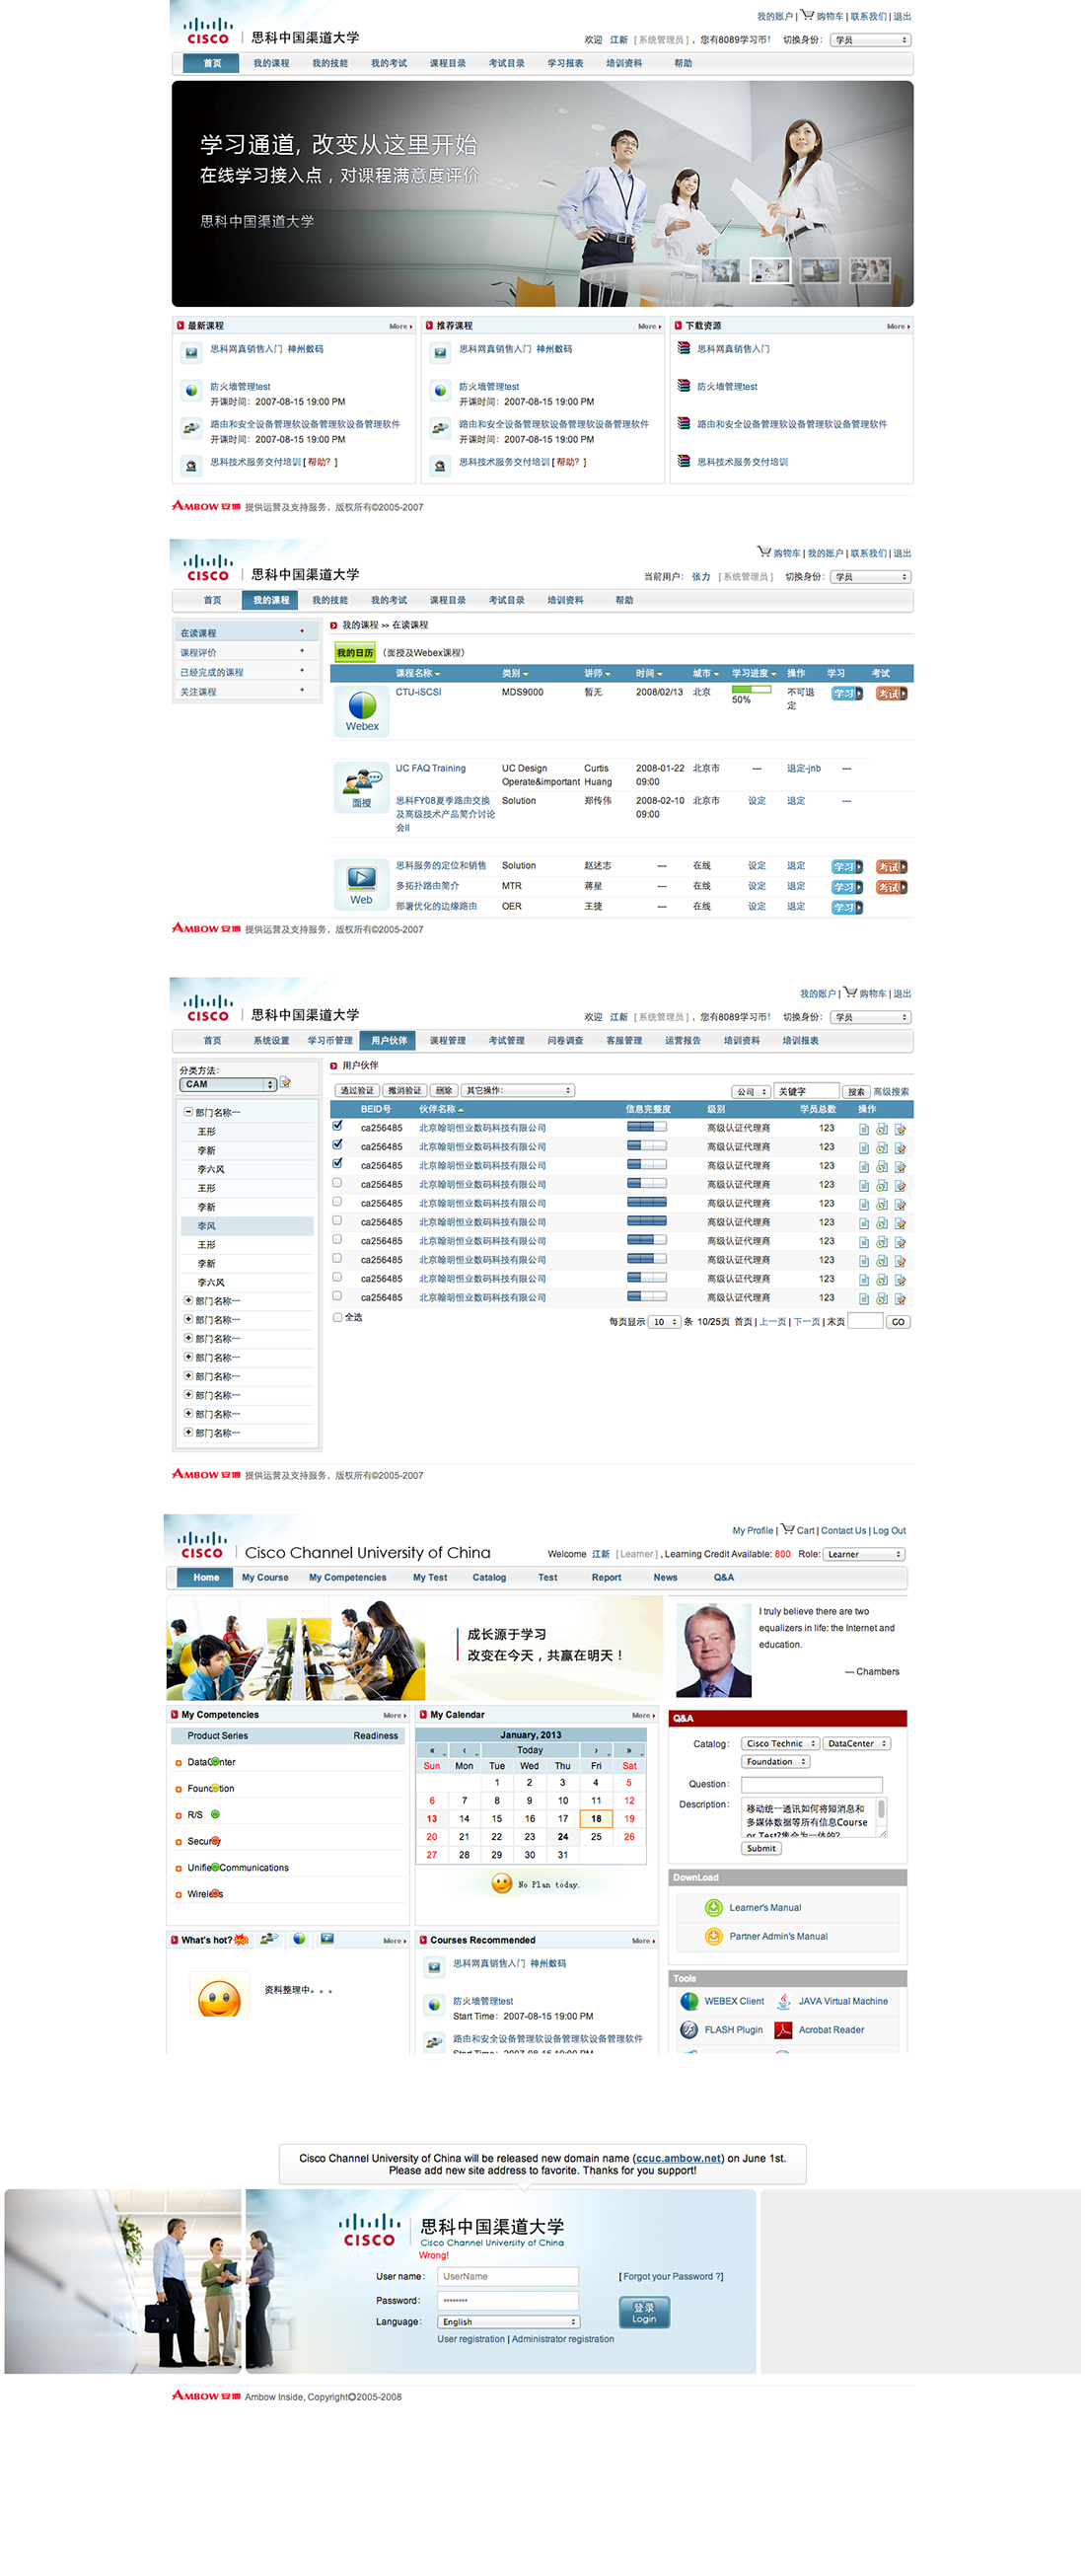 我的账户 | 购物车 | 联系我们 | 退出
CISCO 思科中国渠道大学
欢迎 江新 [ 系统管理员 ] , 您有8089学习币! 切换身份: 学员
首页 我的课程 我的技能 我的考试 课程目录 考试目录 学习报表 培训资料 帮助
学习通道, 改变从这里开始
在线学习接入点，对课程满意度评价
思科中国渠道大学
最新课程 More 推荐课程 More 下载资源 More
思科网真销售入门 神州数码 思科网真销售入门 神州数码 思科网真销售入门
防火墙管理test 防火墙管理test 防火墙管理test
开课时间：2007-08-15 19:00 PM 开课时间：2007-08-15 19:00 PM
路由和安全设备管理软设备管理软设备管理软件 路由和安全设备管理软设备管理软设备管理软件 路由和安全设备管理软设备管理软设备管理软件
开课时间：2007-08-15 19:00 PM 开课时间：2007-08-15 19:00 PM
思科技术服务交付培训 [ 帮助? ] 思科技术服务交付培训 [ 帮助? ] 思科技术服务交付培训
AMBOW 安博 提供运营及支持服务，版权所有©2005-2007
购物车 | 我的账户 | 联系我们 | 退出
CISCO 思科中国渠道大学
当前用户： 张力 [ 系统管理员 ] 切换身份: 学员
首页 我的课程 我的技能 我的考试 课程目录 考试目录 培训资料 帮助
在读课程
课程评价
已经完成的课程
关注课程
我的课程 >> 在读课程
我的日历 (面授及Webex课程)
课程名称 类别 讲师 时间 城市 学习进度 操作 学习 考试
Webex CTU-iSCSI MDS9000 暂无 2008/02/13 北京 50% 不可退定 学习 考试
面授 UC FAQ Training UC Design Operate&important Curtis Huang 2008-01-22 09:00 北京市 --- 退定-jnb ---
思科FY08夏季路由交换及高级技术产品简介讨论会II Solution 郑传伟 2008-02-10 09:00 北京市 设定 退定 ---
Web 思科服务的定位和销售 Solution 赵述志 --- 在线 设定 退定 学习 考试
多拓扑路由简介 MTR 蒋星 --- 在线 设定 退定 学习 考试
部署优化的边缘路由 OER 王捷 --- 在线 设定 退定 学习
AMBOW 安博 提供运营及支持服务，版权所有©2005-2007
我的账户 | 购物车 | 退出
CISCO 思科中国渠道大学
欢迎 江新 [ 系统管理员 ] , 您有8089学习币! 切换身份: 学员
首页 系统设置 学习币管理 用户伙伴 课程管理 考试管理 问卷调查 客服管理 运营报告 培训资料 培训报表
分类方法:
CAM
部门名称一
王形
李新
李六风
王形
李新
李风
王形
李新
李六风
部门名称一
部门名称一
部门名称一
部门名称一
部门名称一
部门名称一
部门名称一
部门名称一
用户伙伴
通过验证 撤消验证 删除 其它操作: 公司 关键字 搜索 高级搜索
BEID号 伙伴名称 信息完整度 级别 学员总数 操作
ca256485 北京翰明恒业数码科技有限公司 高级认证代理商 123
ca256485 北京翰明恒业数码科技有限公司 高级认证代理商 123
ca256485 北京翰明恒业数码科技有限公司 高级认证代理商 123
ca256485 北京翰明恒业数码科技有限公司 高级认证代理商 123
ca256485 北京翰明恒业数码科技有限公司 高级认证代理商 123
ca256485 北京翰明恒业数码科技有限公司 高级认证代理商 123
ca256485 北京翰明恒业数码科技有限公司 高级认证代理商 123
ca256485 北京翰明恒业数码科技有限公司 高级认证代理商 123
ca256485 北京翰明恒业数码科技有限公司 高级认证代理商 123
ca256485 北京翰明恒业数码科技有限公司 高级认证代理商 123
全选 每页显示 10 条 10/25页 首页 | 上一页 | 下一页 | 末页 GO
AMBOW 安博 提供运营及支持服务，版权所有©2005-2007
My Profile | Cart | Contact Us | Log Out
CISCO Cisco Channel University of China
Welcome 江新 [ Learner ] , Learning Credit Available: 800 Role: Learner
Home My Course My Competencies My Test Catalog Test Report News Q&A
成长源于学习
改变在今天，共赢在明天！
I truly believe there are two
equalizers in life: the Internet and
education.
— Chambers
My Competencies More
Product Series Readiness
DataCenter
Foundation
R/S
Security
Unified Communications
Wireless
My Calendar More
January, 2013
« ‹ Today › »
Sun Mon Tue Wed Thu Fri Sat
1 2 3 4 5
6 7 8 9 10 11 12
13 14 15 16 17 18 19
20 21 22 23 24 25 26
27 28 29 30 31
No Plan today.
Q&A
Catalog: Cisco Technic DataCenter
Foundation
Question:
Description: 移动统一通讯如何将短消息和
多媒体数据等所有信息Course
or Test?集合为一体的?
Submit
DownLoad
Learner's Manual
Partner Admin's Manual
Tools
WEBEX Client JAVA Virtual Machine
FLASH Plugin Acrobat Reader
What's hot? More
资料整理中。。。
Courses Recommended More
思科网真销售入门 神州数码
防火墙管理test
Start Time：2007-08-15 19:00 PM
路由和安全设备管理软设备管理软设备管理软件
Start Time：2007-08-15 19:00 PM
Cisco Channel University of China will be released new domain name (ccuc.ambow.net) on June 1st.
Please add new site address to favorite. Thanks for you support!
CISCO 思科中国渠道大学
Cisco Channel University of China
Wrong!
User name: UserName [ Forgot your Password ?]
Password: ********
登录
Login
Language: English
User registration | Administrator registration
AMBOW 安博 Ambow Inside, Copyright©2005-2008